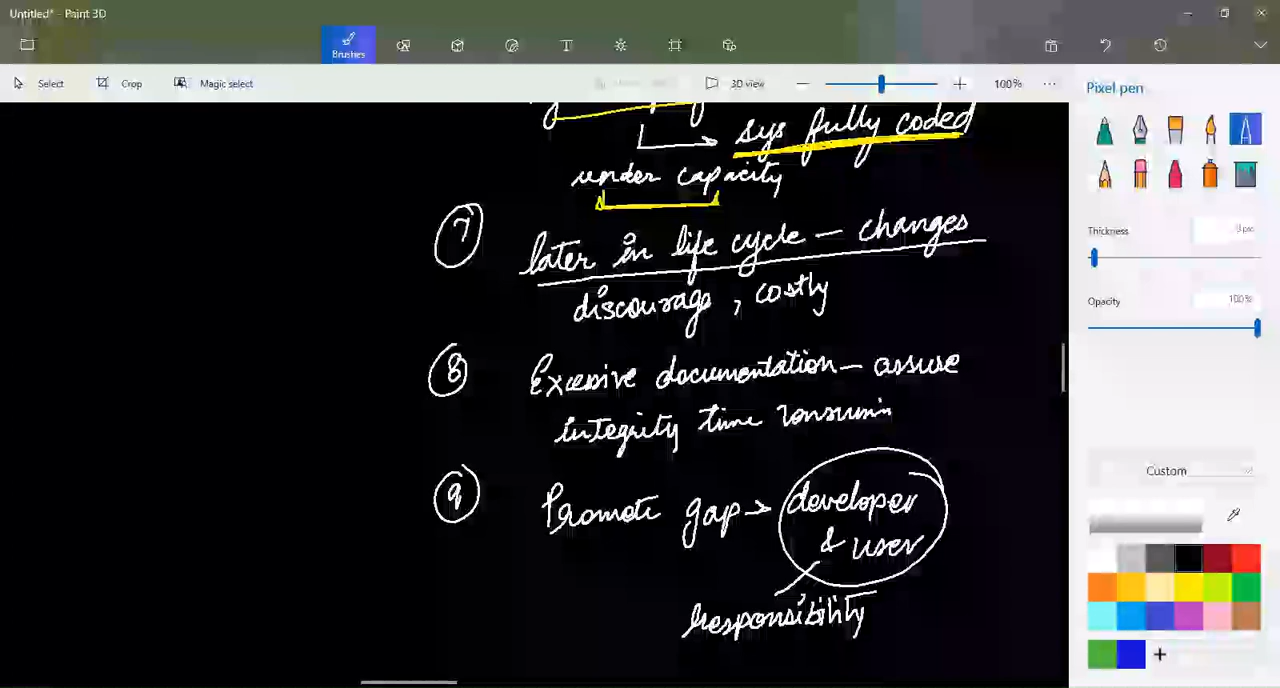 Untitled* - Paint 3D
Brushes
Select Crop Magic select 3D view 100% ...
Pixel pen
Thickness
Opacity 100%
Custom
sys fully coded
under capacity
7 later in life cycle - changes
discourage, costly
8 Excessive documentation - assure
integrity time consumin
9 Promote gap → developer
& user
responsibility